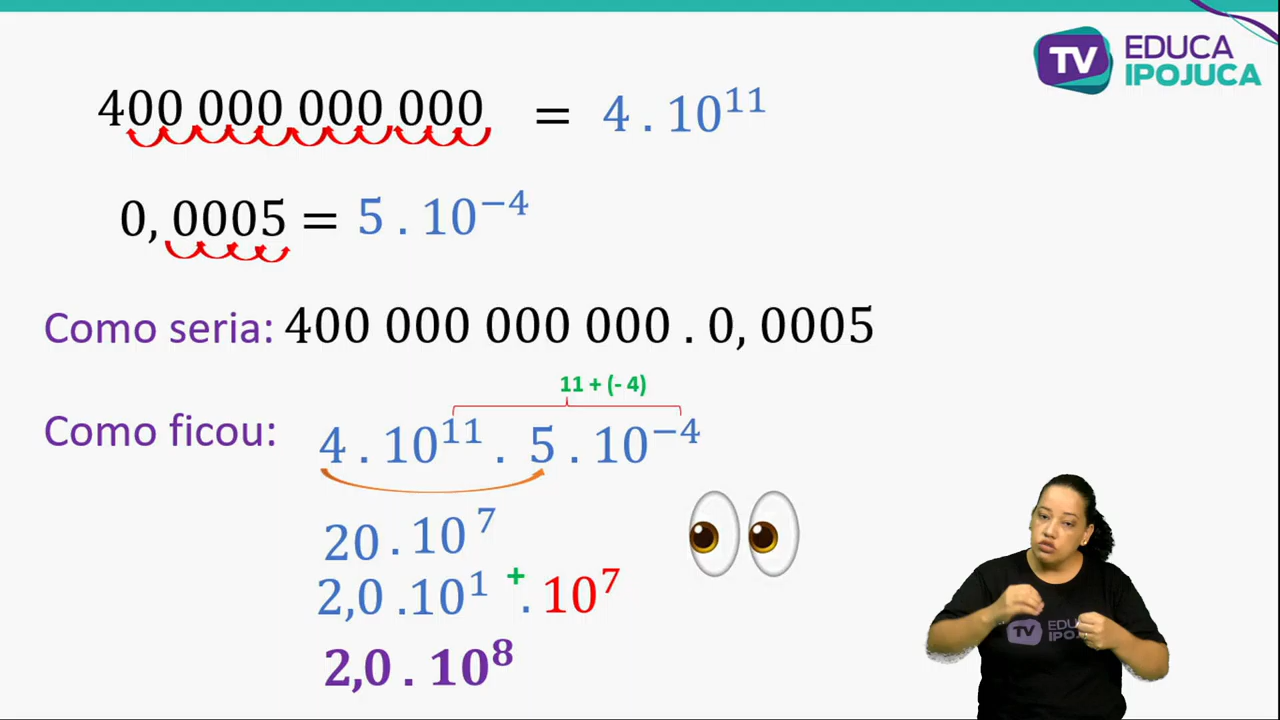 TV EDUCA
IPOJUCA
400 000 000 000 = 4 . 10¹¹
0, 0005 = 5 . 10⁻⁴
Como seria: 400 000 000 000 . 0, 0005
11 + (- 4)
Como ficou: 4 . 10¹¹ . 5 . 10⁻⁴
20 . 10⁷
2,0 .10¹ + . 10⁷
2,0 . 10⁸
TV